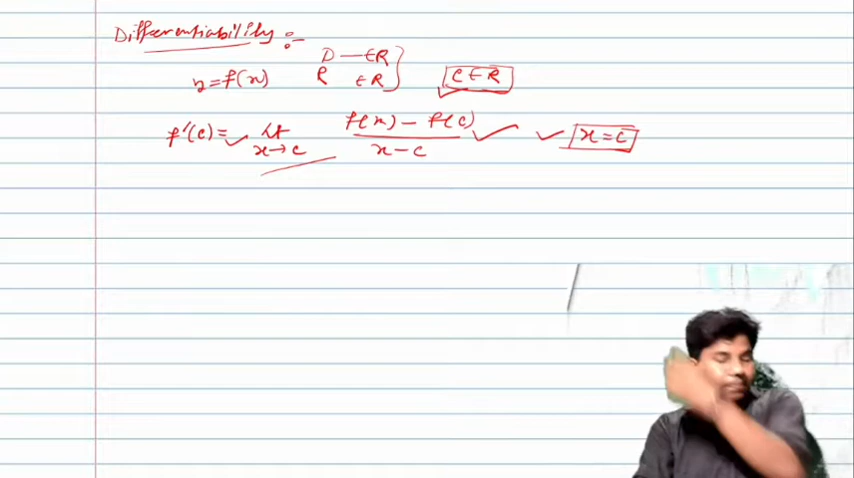 Differentiability :-
y = f(x) D — ∈ R
R ∈ R } c ∈ R
f'(c) = lt x→c f(x) - f(c) / x - c x = c